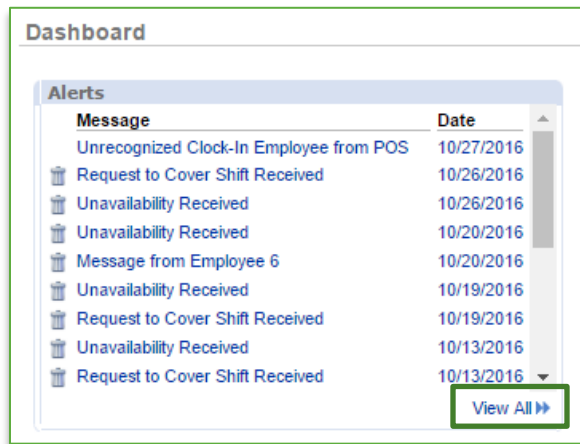 Dashboard
Alerts
Message Date
Unrecognized Clock-In Employee from POS 10/27/2016
Request to Cover Shift Received 10/26/2016
Unavailability Received 10/26/2016
Unavailability Received 10/20/2016
Message from Employee 6 10/20/2016
Unavailability Received 10/19/2016
Request to Cover Shift Received 10/19/2016
Unavailability Received 10/13/2016
Request to Cover Shift Received 10/13/2016
View All